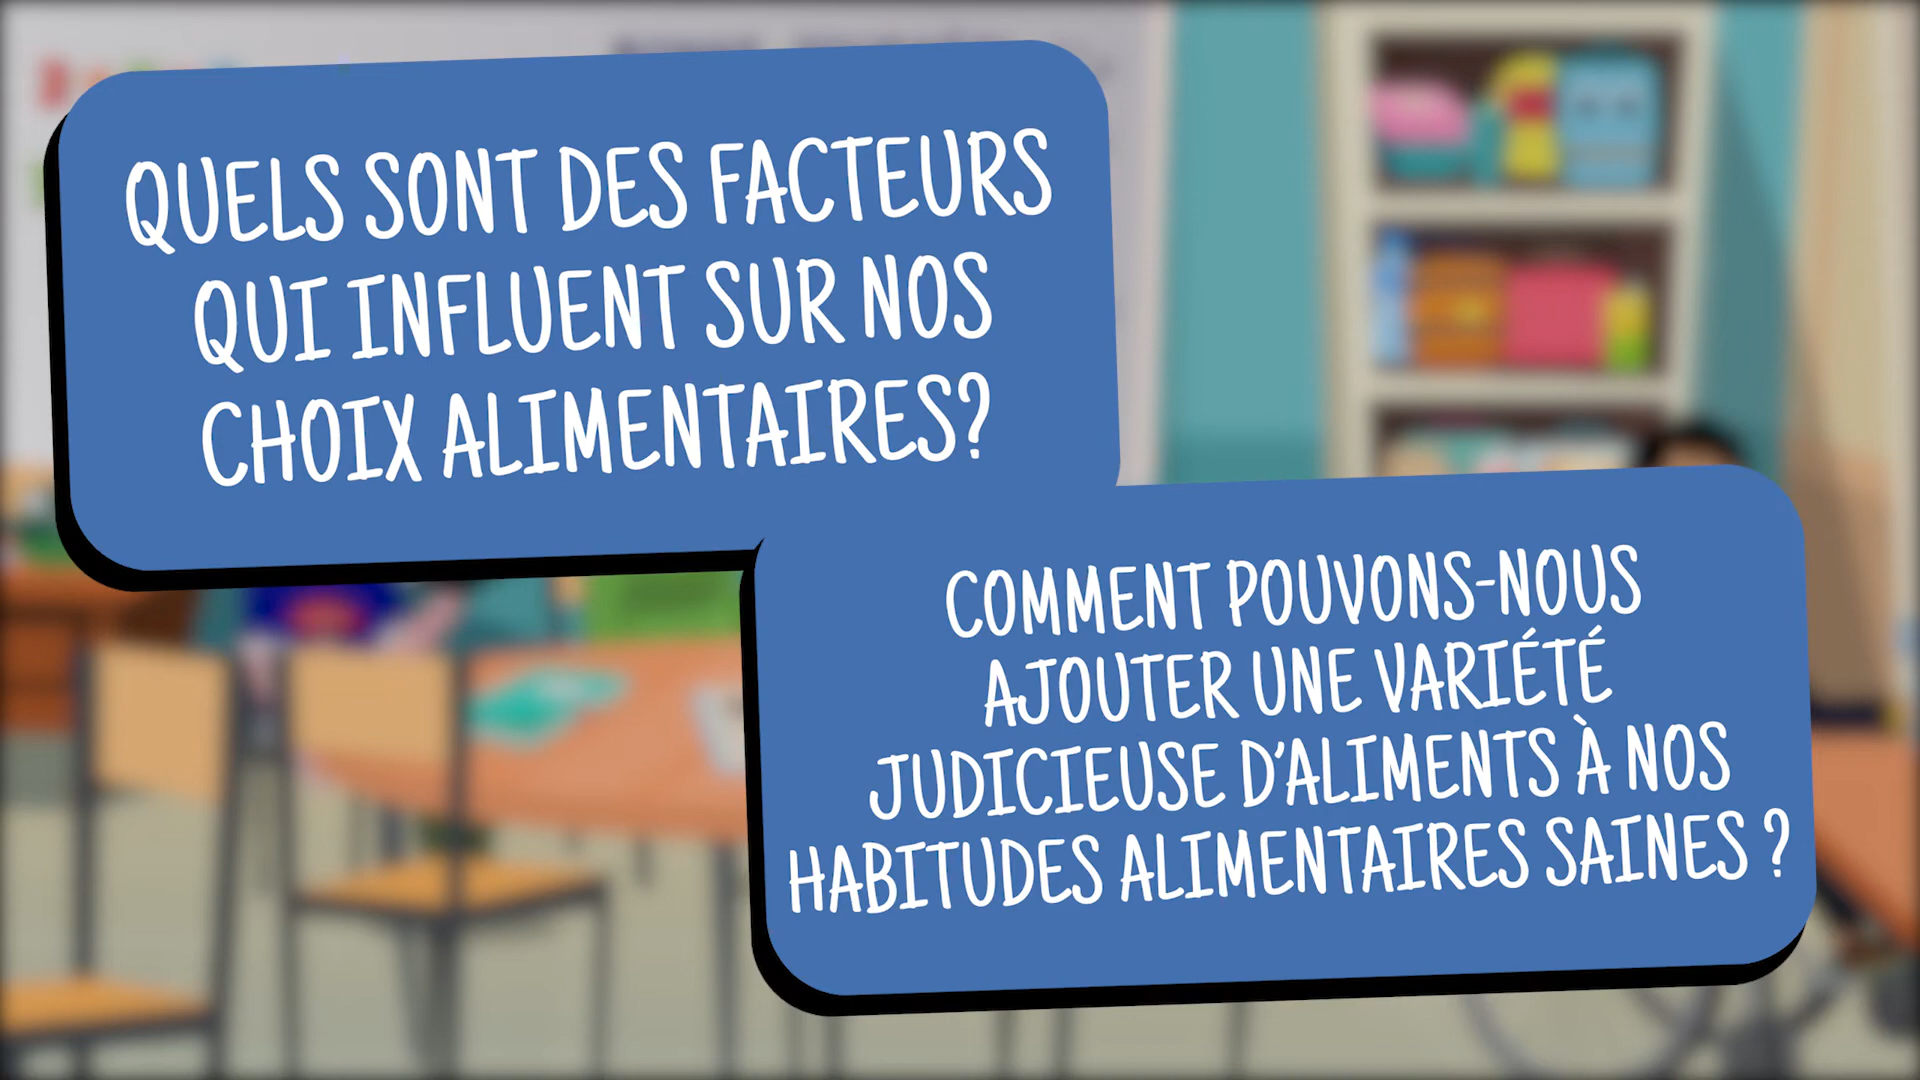 QUELS SONT DES FACTEURS
QUI INFLUENT SUR NOS
CHOIX ALIMENTAIRES?
COMMENT POUVONS-NOUS
AJOUTER UNE VARIÉTÉ
JUDICIEUSE D'ALIMENTS À NOS
HABITUDES ALIMENTAIRES SAINES ?